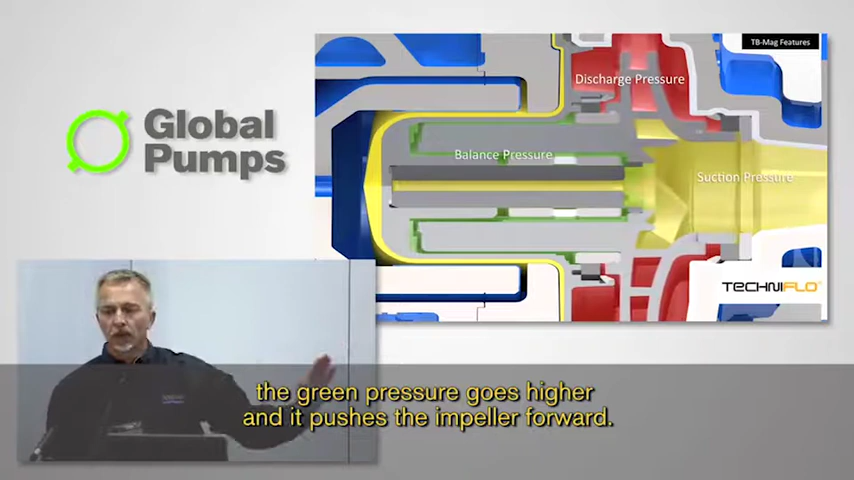 TB-Mag Features
Discharge Pressure
Global
Pumps
Balance Pressure
Suction Pressure
TECHNIFLO
the green pressure goes higher
and it pushes the impeller forward.